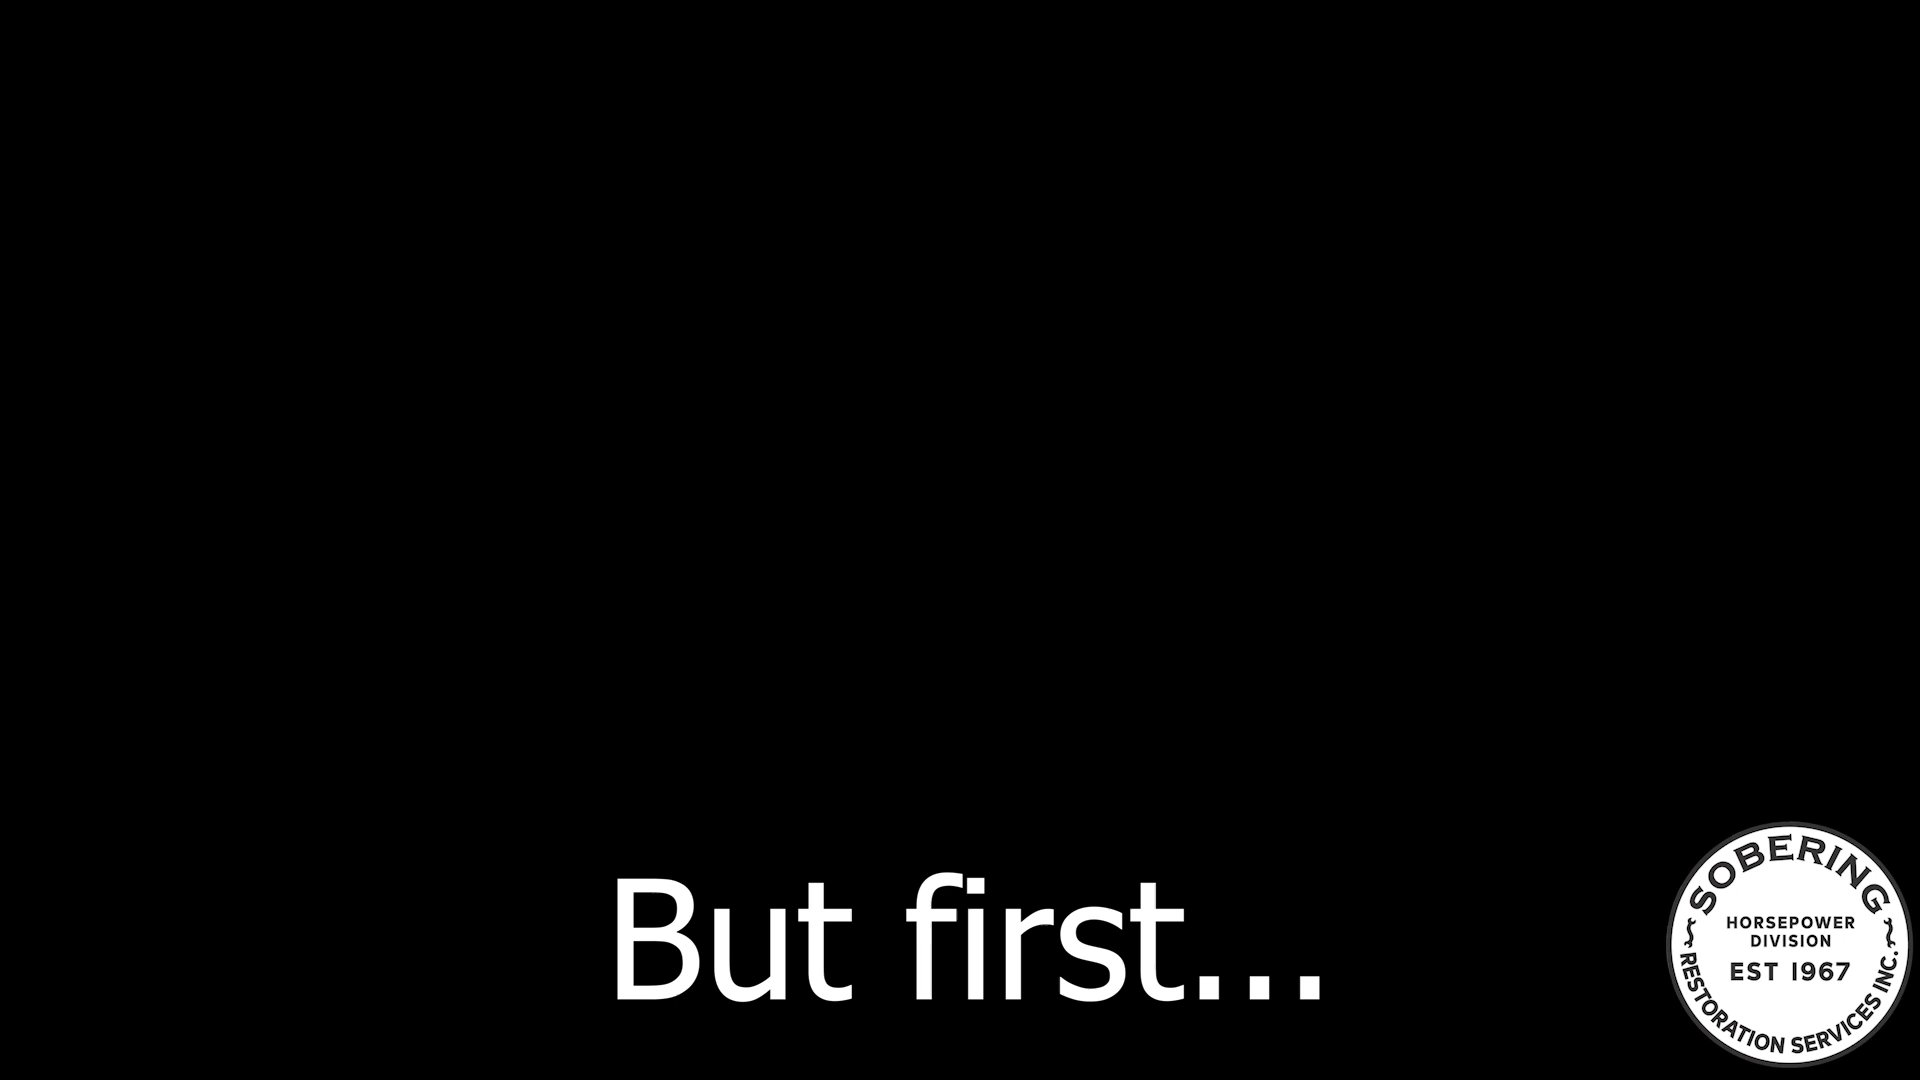 But first...
SOBERING
HORSEPOWER
DIVISION
EST 1967
RESTORATION SERVICES INC.